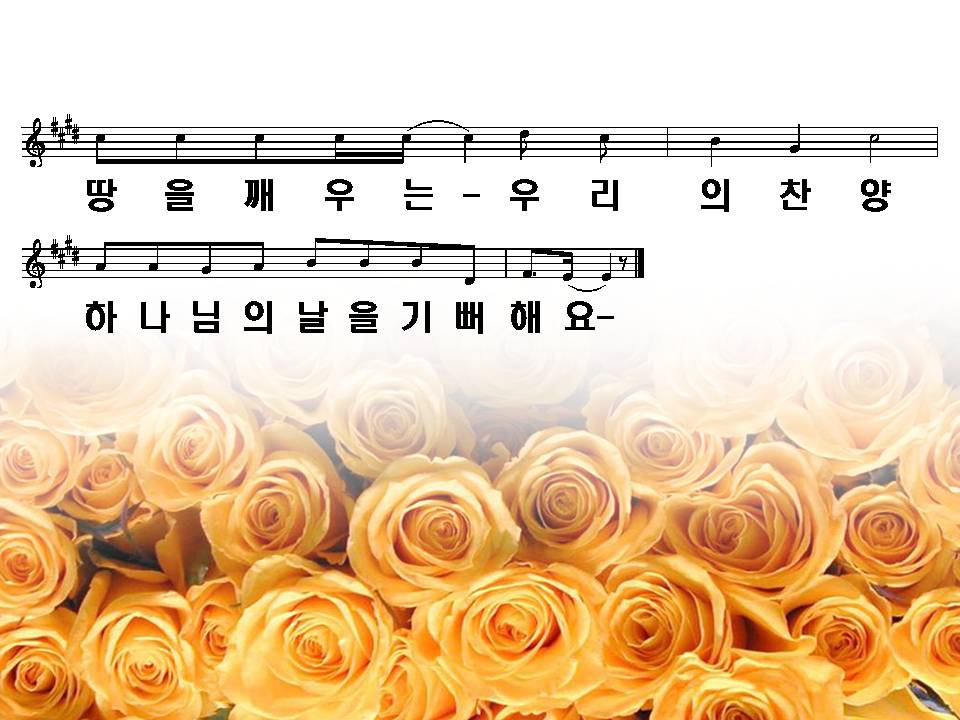 땅 을 깨 우 는 - 우 리 의 찬 양
하 나 님 의 날 을 기 뻐 해 요-